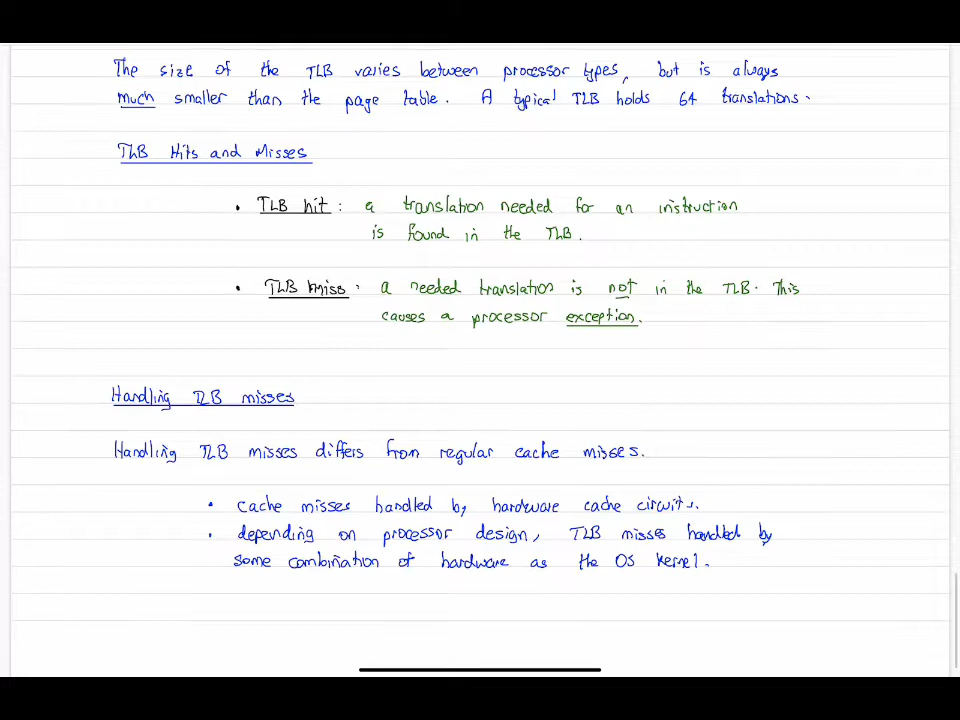 The size of the TLB varies between processor types, but is always
much smaller than the page table. A typical TLB holds 64 translations.
TLB Hits and Misses
• TLB hit: a translation needed for an instruction
is found in the TLB.
• TLB miss: a needed translation is not in the TLB. This
causes a processor exception.
Handling TLB misses
Handling TLB misses differs from regular cache misses.
• cache misses handled by hardware cache circuits.
• depending on processor design, TLB misses handled by
some combination of hardware as the OS kernel.